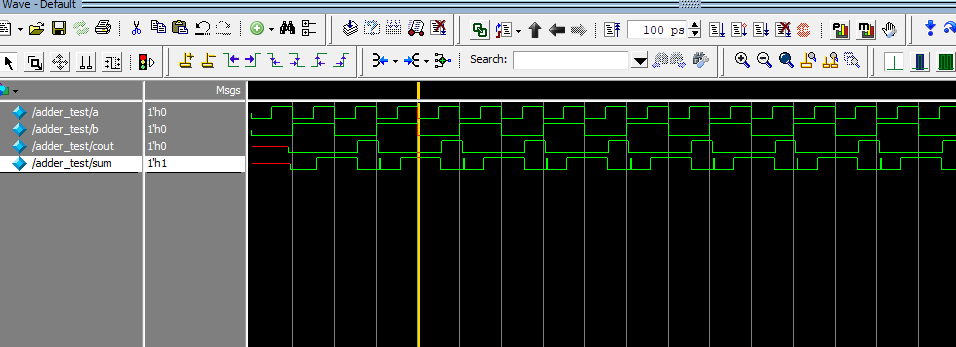 Wave - Default
100 ps
Search:
Msgs
/adder_test/a 1'h0
/adder_test/b 1'h0
/adder_test/cout 1'h0
/adder_test/sum 1'h1